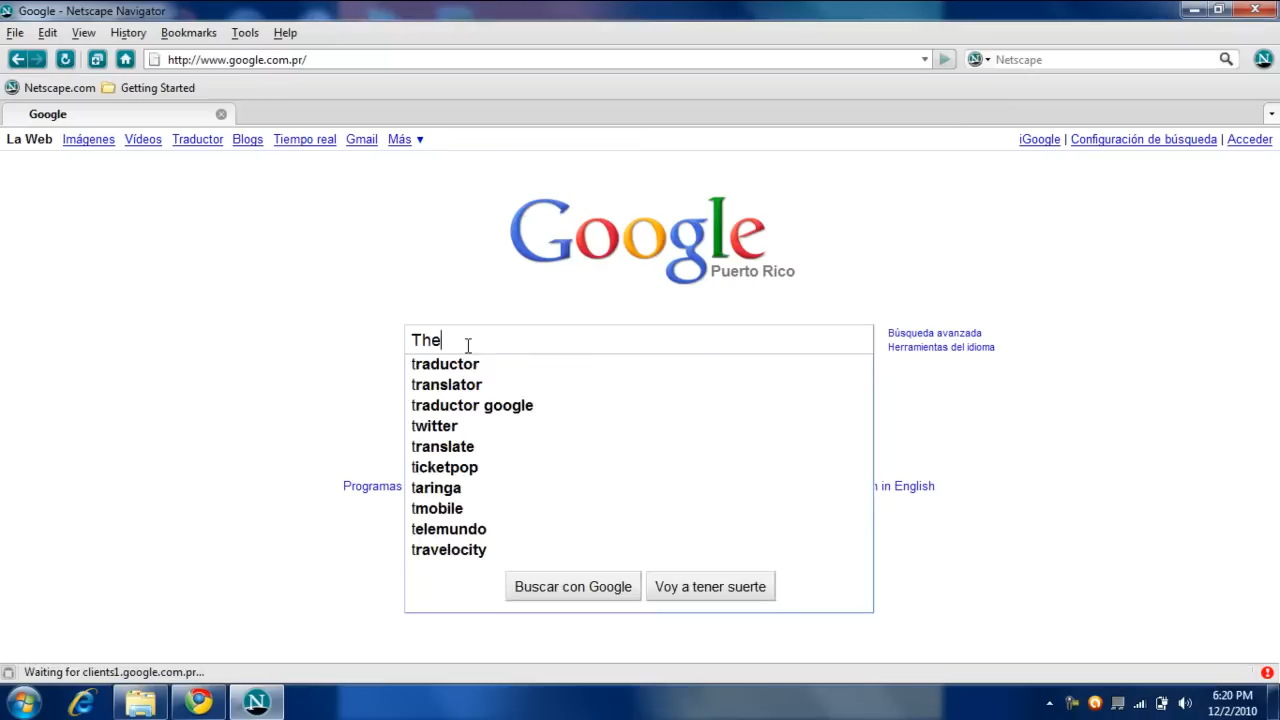 Google - Netscape Navigator
File Edit View History Bookmarks Tools Help
http://www.google.com.pr/ Netscape
Netscape.com Getting Started
Google
La Web Imágenes Vídeos Traductor Blogs Tiempo real Gmail Más ▼ iGoogle | Configuración de búsqueda | Acceder
Google
Puerto Rico
The
Búsqueda avanzada
Herramientas del idioma
traductor
translator
traductor google
twitter
translate
ticketpop
taringa
tmobile
telemundo
travelocity
Programas in English
Buscar con Google Voy a tener suerte
Waiting for clients1.google.com.pr...
6:20 PM
12/2/2010